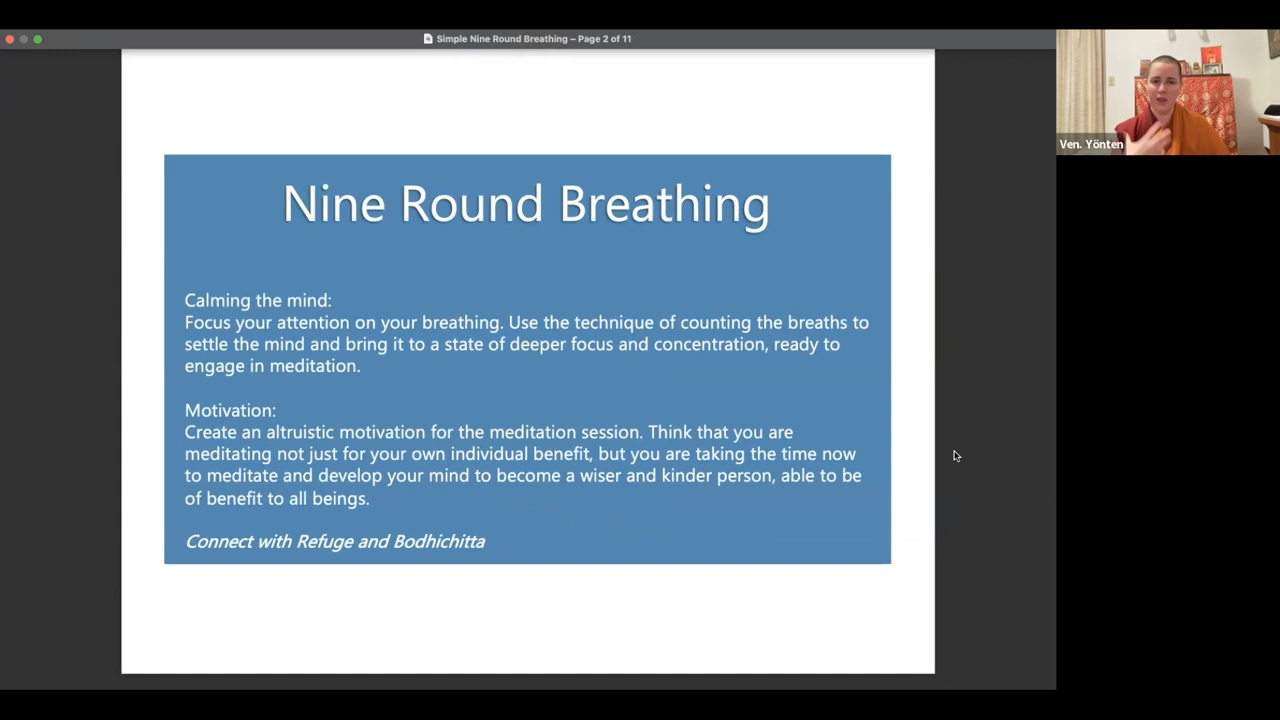 Simple Nine Round Breathing – Page 2 of 11
Ven. Yönten
Nine Round Breathing
Calming the mind:
Focus your attention on your breathing. Use the technique of counting the breaths to
settle the mind and bring it to a state of deeper focus and concentration, ready to
engage in meditation.
Motivation:
Create an altruistic motivation for the meditation session. Think that you are
meditating not just for your own individual benefit, but you are taking the time now
to meditate and develop your mind to become a wiser and kinder person, able to be
of benefit to all beings.
Connect with Refuge and Bodhichitta